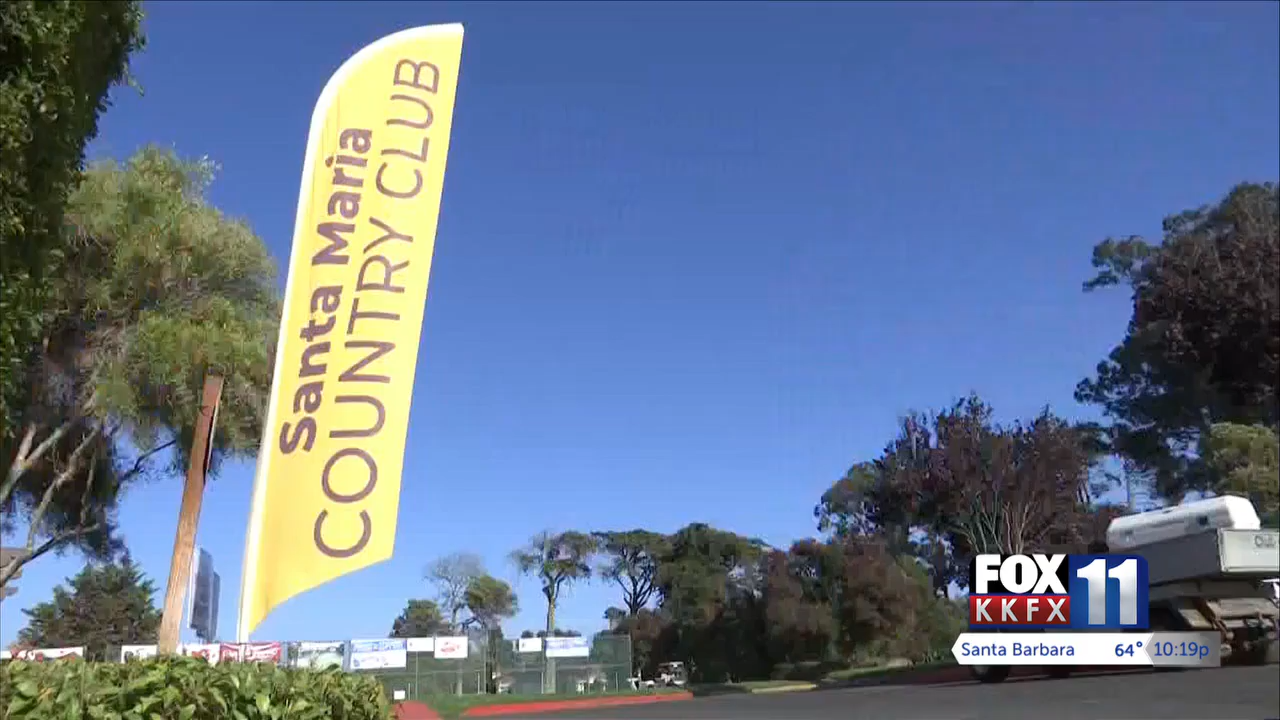 Santa Maria
COUNTRY CLUB
FOX 11
KKFX
Santa Barbara 64° 10:19p